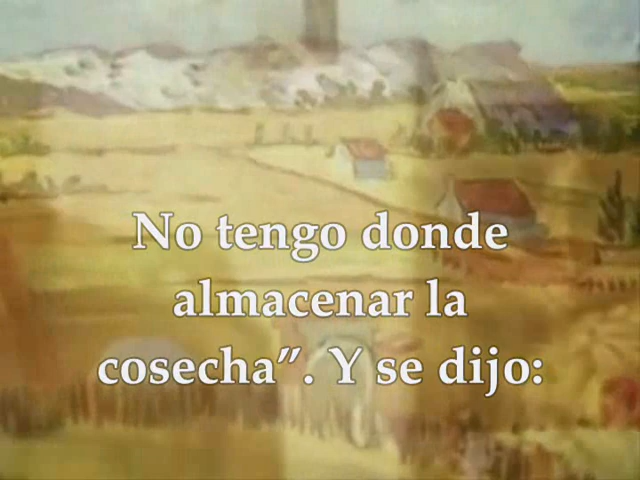 No tengo donde
almacenar la
cosecha”. Y se dijo: